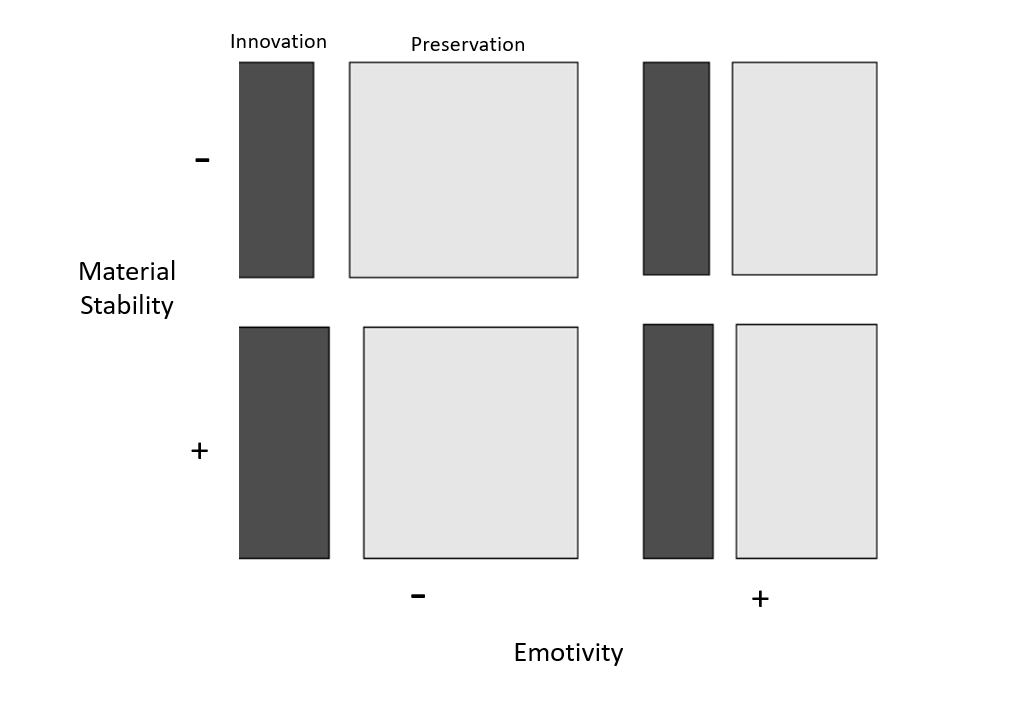 Innovation
Preservation
-
Material
Stability
+
-
+
Emotivity